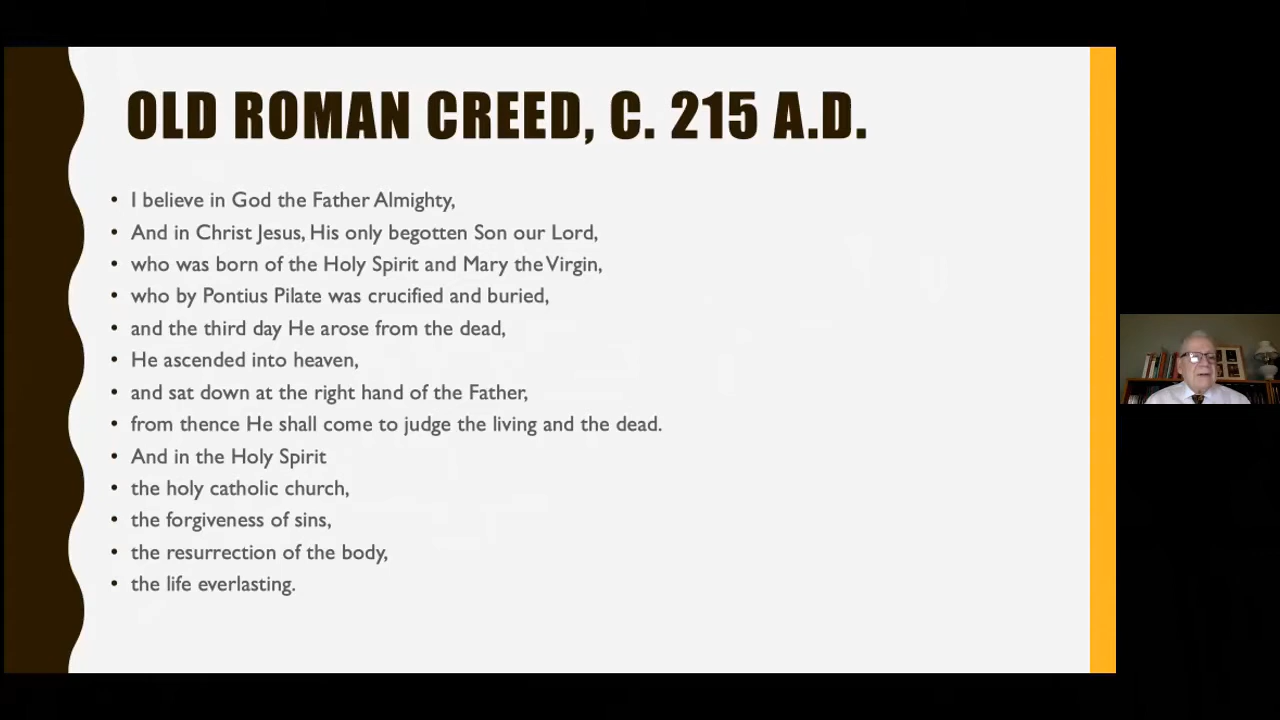 OLD ROMAN CREED, C. 215 A.D.
• I believe in God the Father Almighty,
• And in Christ Jesus, His only begotten Son our Lord,
• who was born of the Holy Spirit and Mary the Virgin,
• who by Pontius Pilate was crucified and buried,
• and the third day He arose from the dead,
• He ascended into heaven,
• and sat down at the right hand of the Father,
• from thence He shall come to judge the living and the dead.
• And in the Holy Spirit
• the holy catholic church,
• the forgiveness of sins,
• the resurrection of the body,
• the life everlasting.